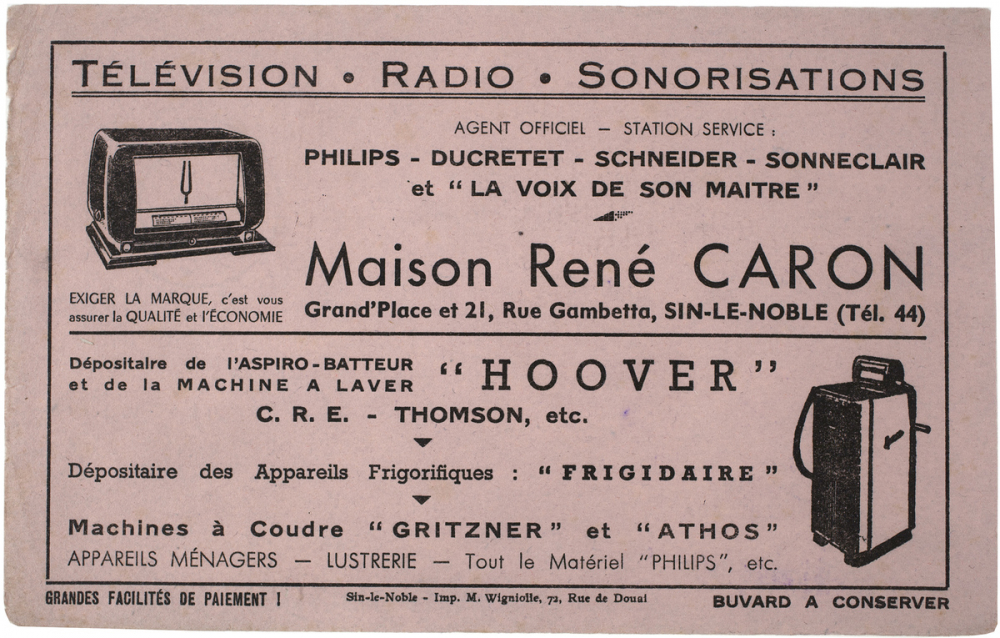 TÉLÉVISION • RADIO • SONORISATIONS
AGENT OFFICIEL — STATION SERVICE :
PHILIPS - DUCRETET - SCHNEIDER - SONNECLAIR
et “ LA VOIX DE SON MAITRE ”
Maison René CARON
Grand'Place et 21, Rue Gambetta, SIN-LE-NOBLE (Tél. 44)
EXIGER LA MARQUE, c'est vous
assurer la QUALITÉ et l'ÉCONOMIE
Dépositaire de l'ASPIRO-BATTEUR
et de la MACHINE A LAVER
“ HOOVER ”
C. R. E. - THOMSON, etc.
Dépositaire des Appareils Frigorifiques : “ FRIGIDAIRE ”
Machines à Coudre “ GRITZNER ” et “ ATHOS ”
APPAREILS MÉNAGERS — LUSTRERIE — Tout le Matériel “PHILIPS”, etc.
GRANDES FACILITÉS DE PAIEMENT !
Sin-le-Noble - Imp. M. Wigniolle, 72, Rue de Douai
BUVARD A CONSERVER